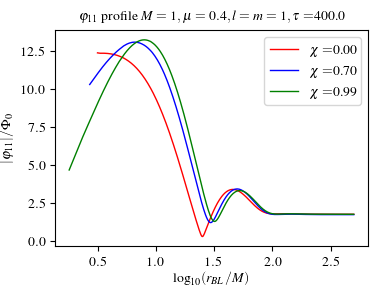 φ₁₁ profile M = 1, μ = 0.4, l = m = 1, τ =400.0
|φ₁₁|/Φ₀
12.5
10.0
7.5
5.0
2.5
0.0
χ =0.00
χ =0.70
χ =0.99
0.5 1.0 1.5 2.0 2.5
log₁₀(r_BL/M)